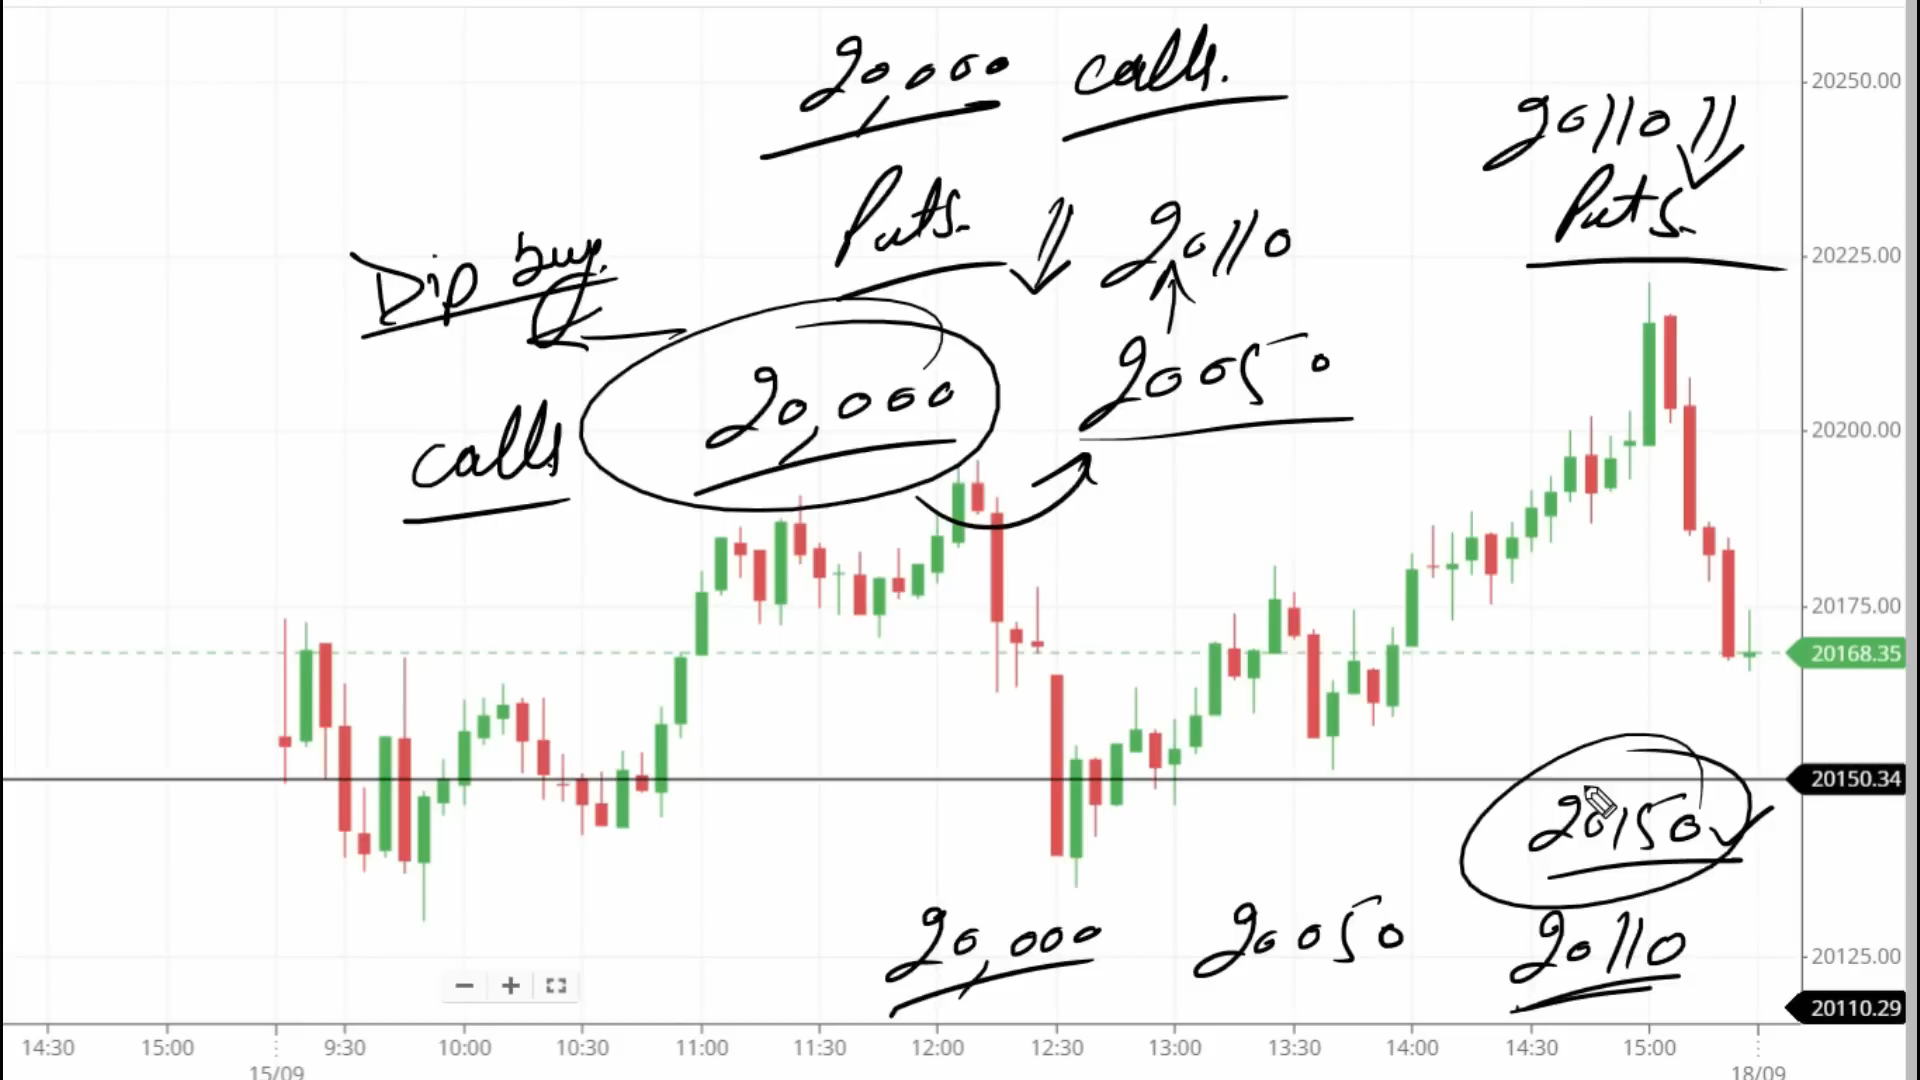 20,000 calls.
20110
Puts.
Puts.
20110
Dip buy.
20,000
20050
calls
20150
20,000 20050 20110
20250.00
20225.00
20200.00
20175.00
20168.35
20150.34
20125.00
20110.29
14:30 15:00 9:30 10:00 10:30 11:00 11:30 12:00 12:30 13:00 13:30 14:00 14:30 15:00
15/09 18/09